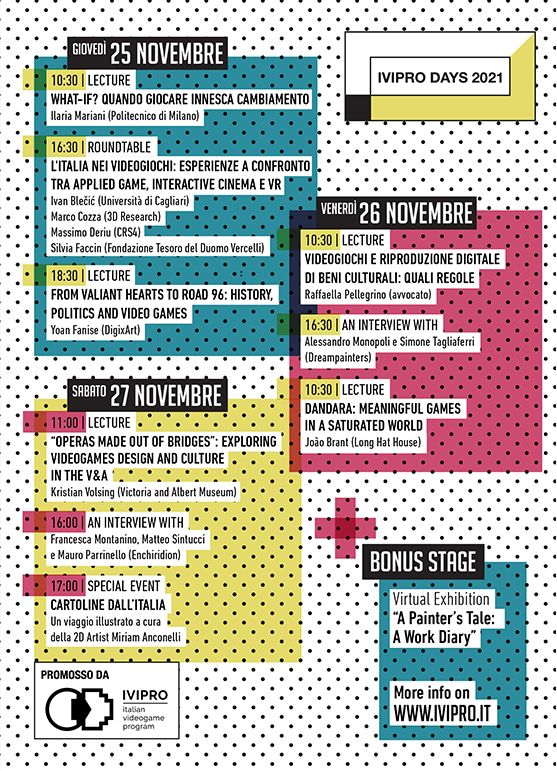 IVIPRO DAYS 2021
GIOVEDÌ 25 NOVEMBRE
10:30 | LECTURE
WHAT–IF? QUANDO GIOCARE INNESCA CAMBIAMENTO
Ilaria Mariani (Politecnico di Milano)
16:30 | ROUNDTABLE
L'ITALIA NEI VIDEOGIOCHI: ESPERIENZE A CONFRONTO
TRA APPLIED GAME, INTERACTIVE CINEMA E VR
Ivan Blečić (Università di Cagliari)
Marco Cozza (3D Research)
Massimo Deriu (CRS4)
Silvia Faccin (Fondazione Tesoro del Duomo Vercelli)
18:30 | LECTURE
FROM VALIANT HEARTS TO ROAD 96: HISTORY,
POLITICS AND VIDEO GAMES
Yoan Fanise (DigixArt)
VENERDÌ 26 NOVEMBRE
10:30 | LECTURE
VIDEOGIOCHI E RIPRODUZIONE DIGITALE
DI BENI CULTURALI: QUALI REGOLE
Raffaella Pellegrino (avvocato)
16:30 | AN INTERVIEW WITH
Alessandro Monopoli e Simone Tagliaferri
(Dreampainters)
10:30 | LECTURE
DANDARA: MEANINGFUL GAMES
IN A SATURATED WORLD
João Brant (Long Hat House)
SABATO 27 NOVEMBRE
11:00 | LECTURE
“OPERAS MADE OUT OF BRIDGES”: EXPLORING
VIDEOGAMES DESIGN AND CULTURE
IN THE V&A
Kristian Volsing (Victoria and Albert Museum)
16:00 | AN INTERVIEW WITH
Francesca Montanino, Matteo Sintucci
e Mauro Parrinello (Enchiridion)
17:00 | SPECIAL EVENT
CARTOLINE DALL'ITALIA
Un viaggio illustrato a cura
della 2D Artist Miriam Anconelli
BONUS STAGE
Virtual Exhibition
“A Painter's Tale:
A Work Diary”
More info on
WWW.IVIPRO.IT
PROMOSSO DA
IVIPRO
italian
videogame
program